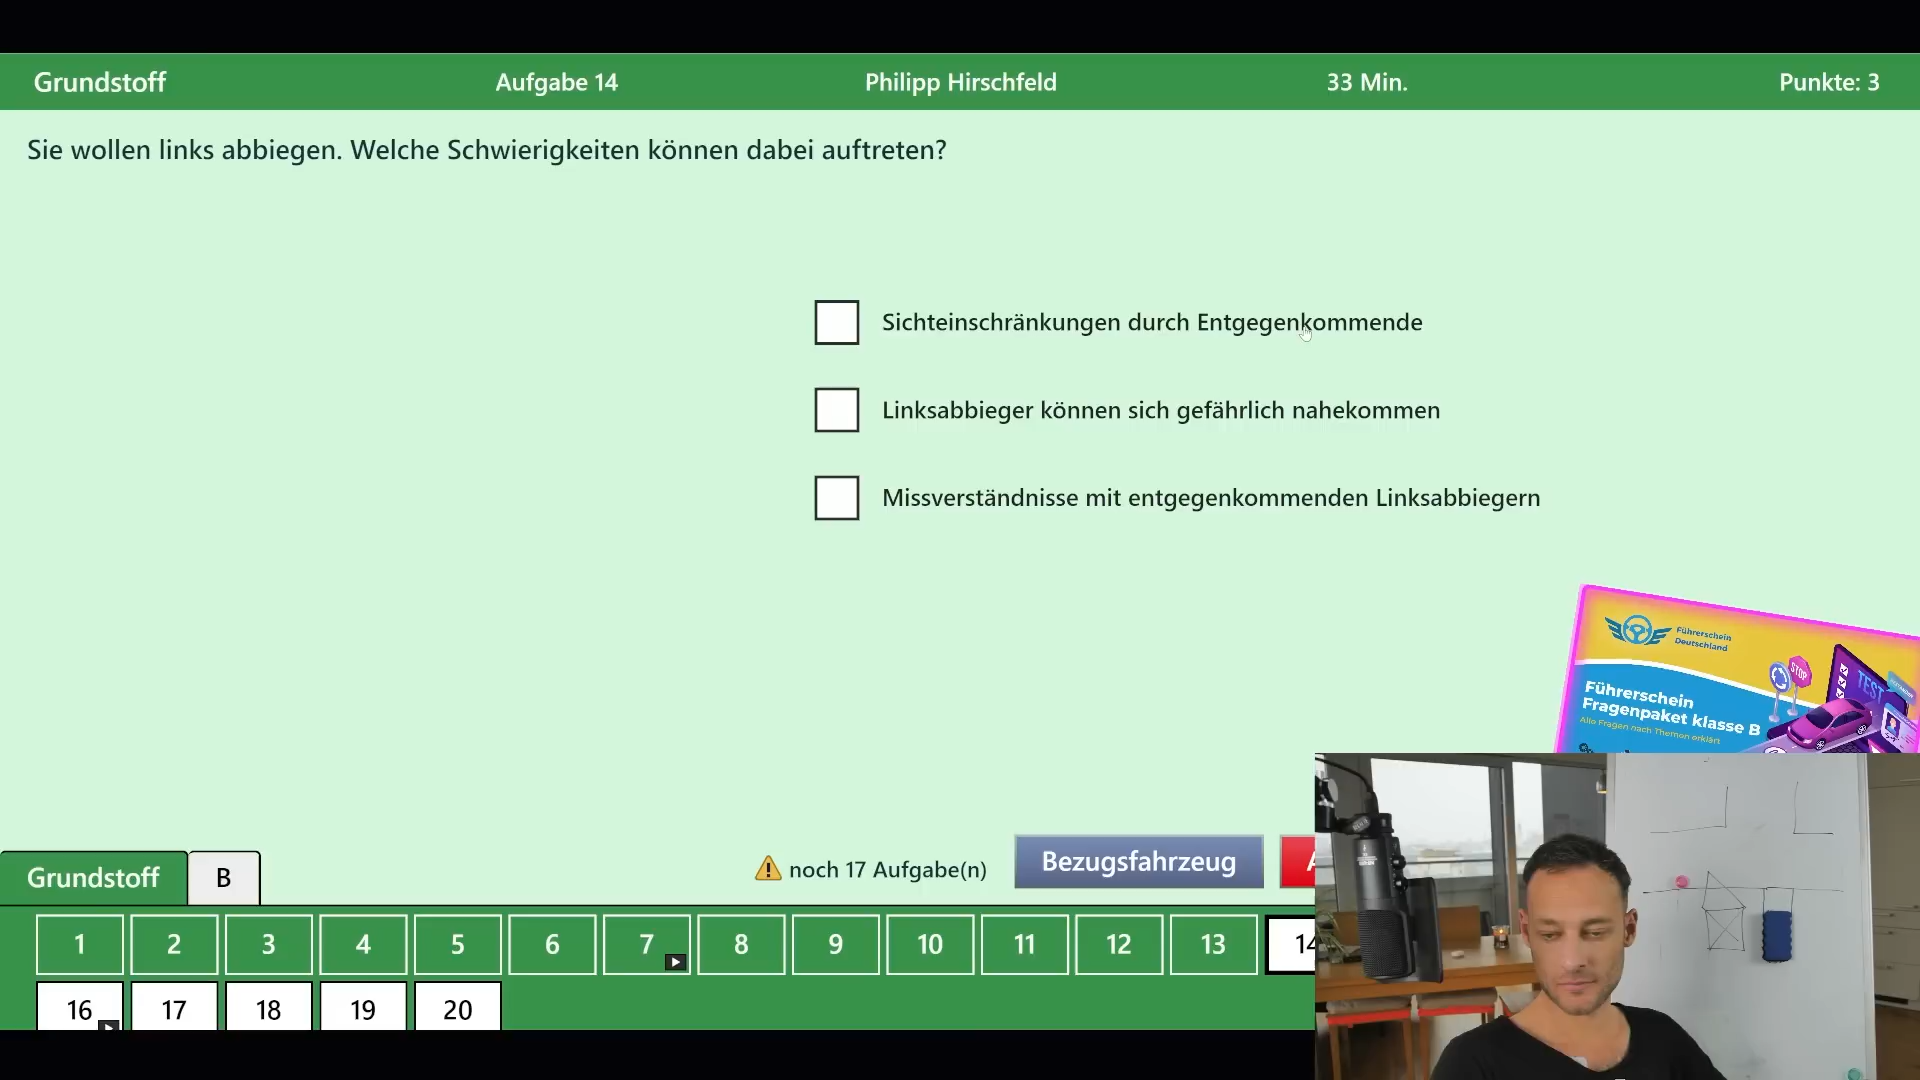 Grundstoff Aufgabe 14 Philipp Hirschfeld 33 Min. Punkte: 3
Sie wollen links abbiegen. Welche Schwierigkeiten können dabei auftreten?
Sichteinschränkungen durch Entgegenkommende
Linksabbieger können sich gefährlich nahekommen
Missverständnisse mit entgegenkommenden Linksabbiegern
Führerschein
Deutschland
STOP
TEST
Führerschein
Fragenpaket klasse B
Alle Fragen nach Themen erklärt
Grundstoff B noch 17 Aufgabe(n) Bezugsfahrzeug
1 2 3 4 5 6 7 8 9 10 11 12 13 14
16 17 18 19 20